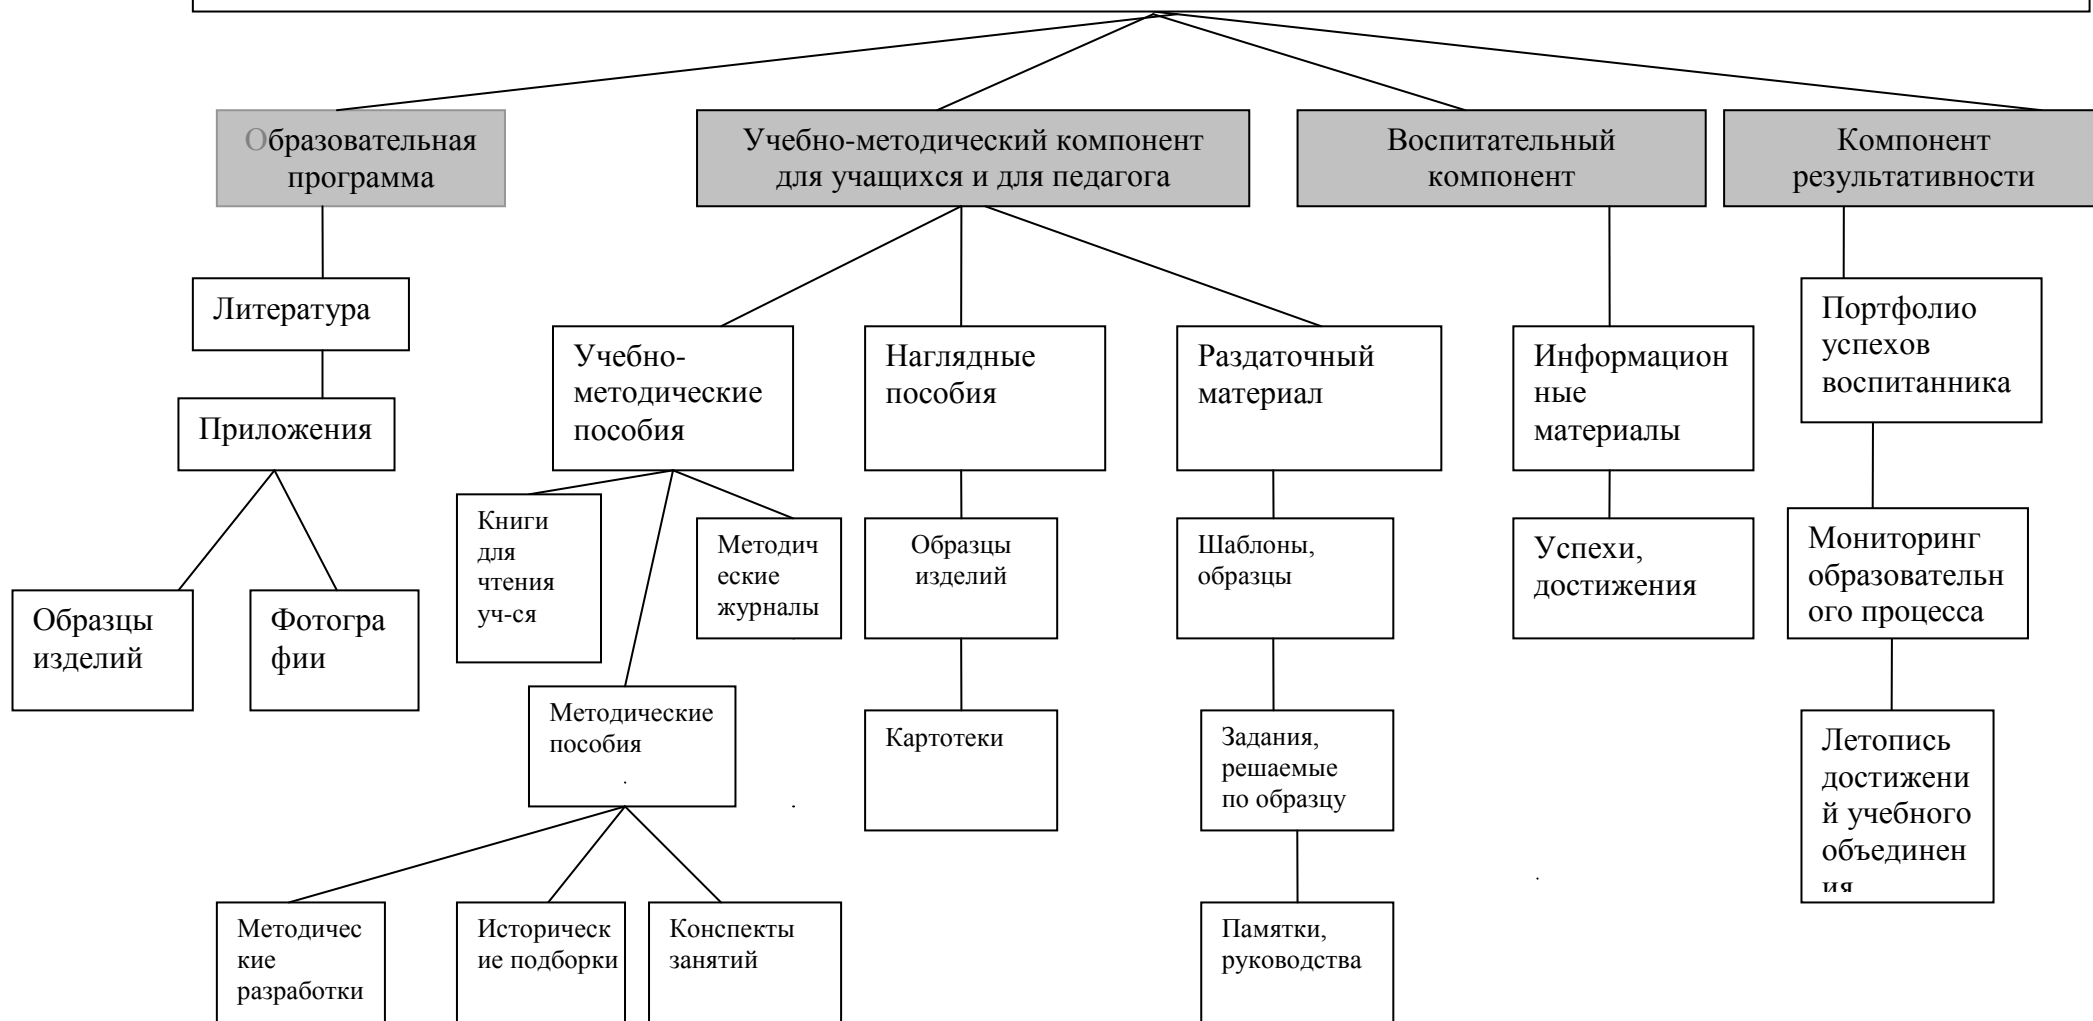 Образовательная
программа
Учебно-методический компонент
для учащихся и для педагога
Воспитательный
компонент
Компонент
результативности
Литература
Приложения
Образцы
изделий
Фотогра
фии
Учебно-
методические
пособия
Наглядные
пособия
Раздаточный
материал
Информацион
ные
материалы
Портфолио
успехов
воспитанника
Книги
для
чтения
уч-ся
Методич
еские
журналы
Образцы
изделий
Шаблоны,
образцы
Успехи,
достижения
Мониторинг
образовательн
ого процесса
Методические
пособия
.
Картотеки
Задания,
решаемые
по образцу
Летопись
достижени
й учебного
объединен
ия
Методичес
кие
разработки
Историческ
ие подборки
Конспекты
занятий
Памятки,
руководства